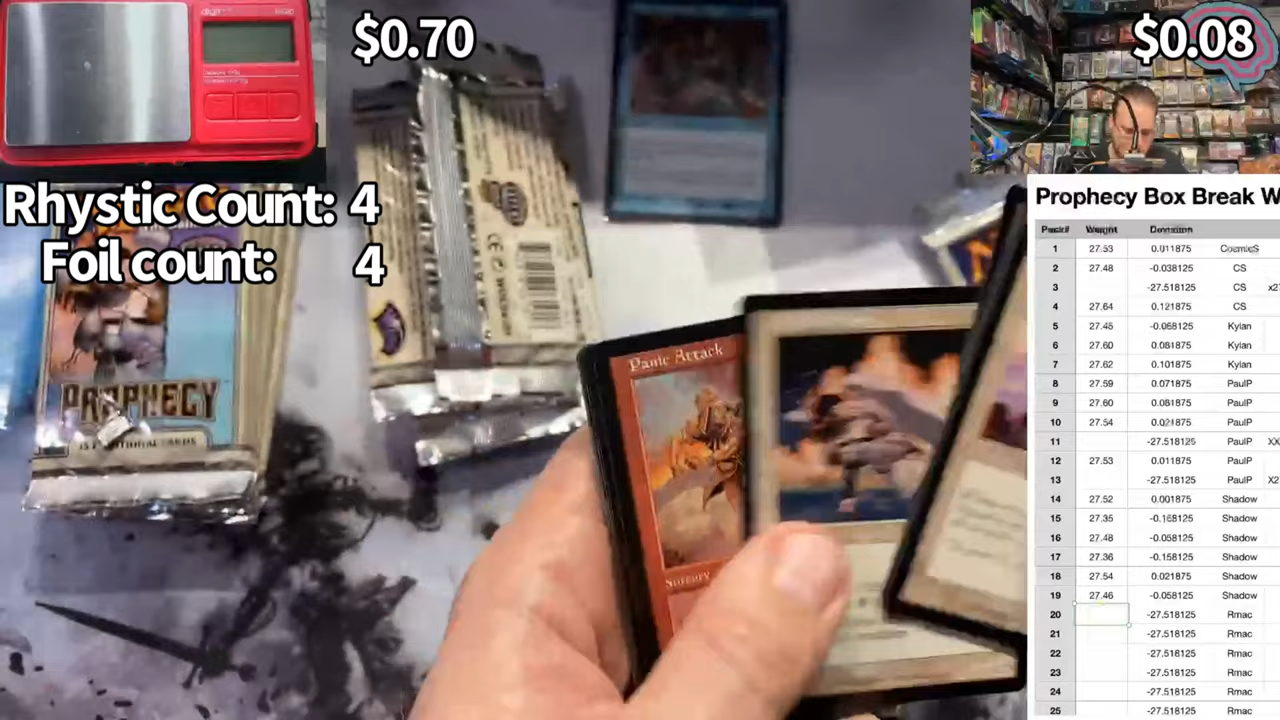 $0.70
$0.08
Rhystic Count: 4
Foil count: 4
PROPHECY
Panic Attack
Sorcery
Prophecy Box Break W
Pack# Weight Deviation
1 27.53 0.011875 CosmicS
2 27.48 -0.038125 CS
3 -27.518125 CS
4 27.64 0.121875 CS
5 27.45 -0.068125 Kylan
6 27.60 0.081875 Kylan
7 27.62 0.101875 Kylan
8 27.59 0.071875 PaulP
9 27.60 0.081875 PaulP
10 27.54 0.021875 PaulP
11 -27.518125 PaulP XX
12 27.53 0.011875 PaulP
13 -27.518125 PaulP X2
14 27.52 0.001875 Shadow
15 27.35 -0.168125 Shadow
16 27.48 -0.058125 Shadow
17 27.36 -0.158125 Shadow
18 27.54 0.021875 Shadow
19 27.46 -0.058125 Shadow
20 -27.518125 Rmac
21 -27.518125 Rmac
22 -27.518125 Rmac
23 -27.518125 Rmac
24 -27.518125 Rmac
25 -27.518125 Rmac